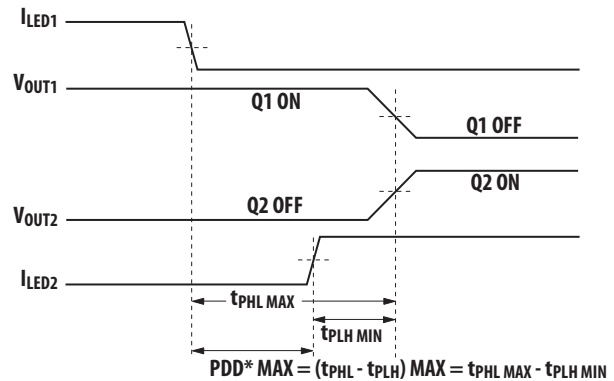 ILED1
VOUT1
Q1 ON
Q1 OFF
Q2 ON
Q2 OFF
VOUT2
ILED2
tPHL MAX
tPLH MIN
PDD* MAX = (tPHL - tPLH) MAX = tPHL MAX - tPLH MIN